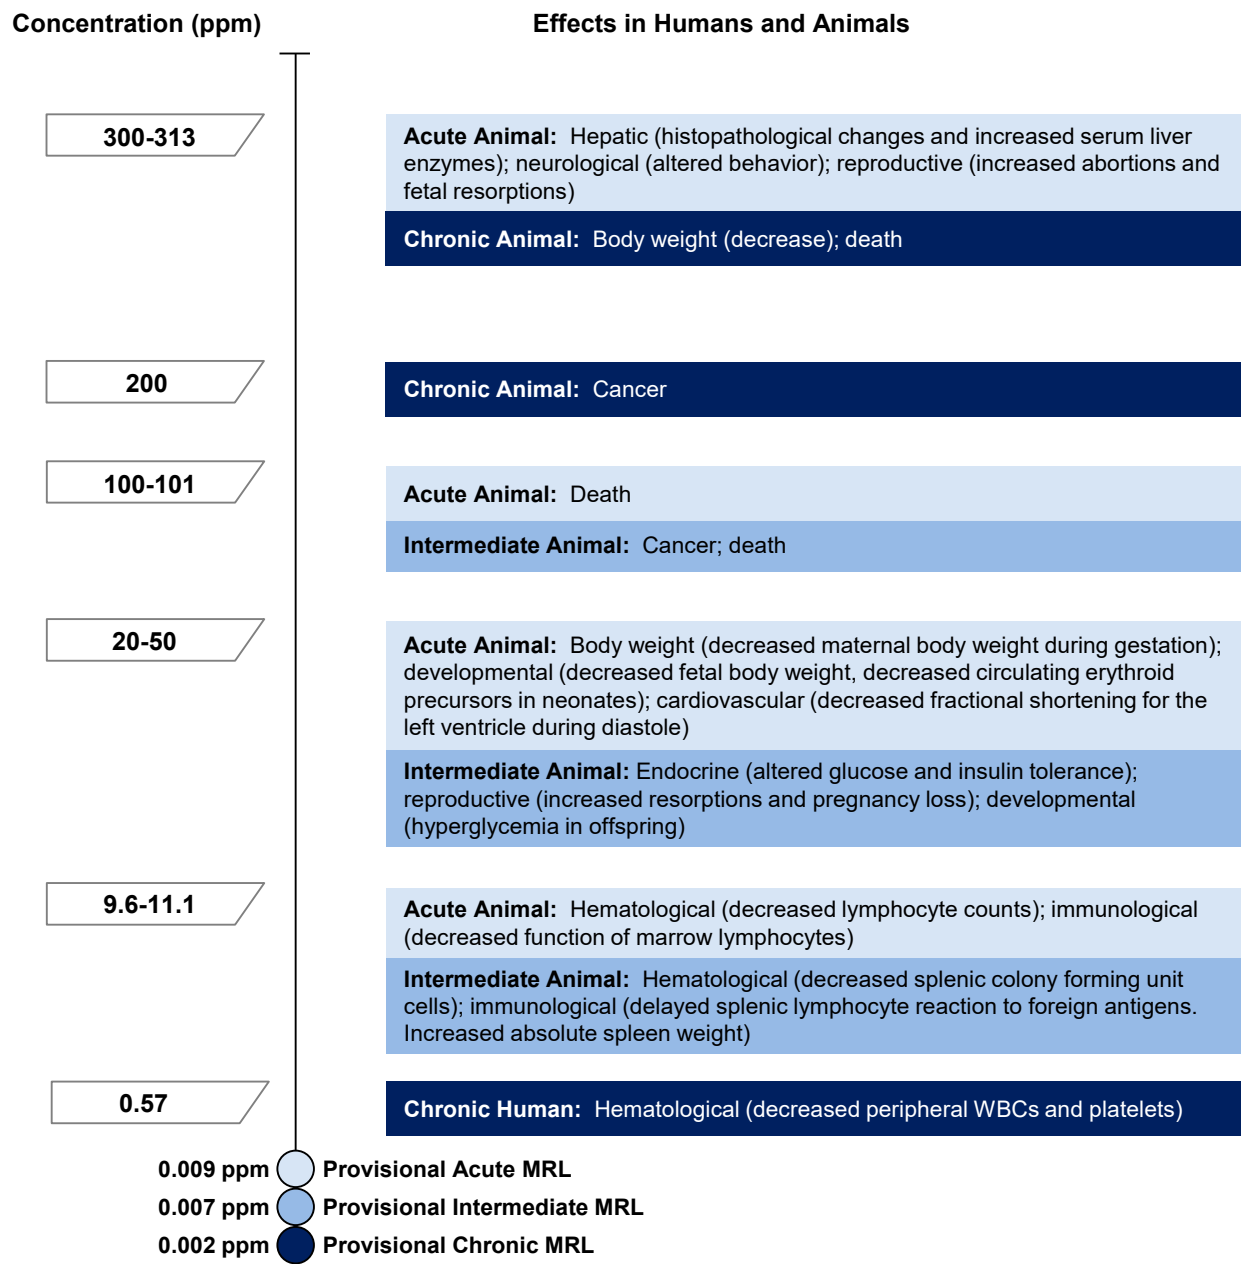 Concentration (ppm)
Effects in Humans and Animals
300-313
Acute Animal: Hepatic (histopathological changes and increased serum liver
enzymes); neurological (altered behavior); reproductive (increased abortions and
fetal resorptions)
Chronic Animal: Body weight (decrease); death
200
Chronic Animal: Cancer
100-101
Acute Animal: Death
Intermediate Animal: Cancer; death
20-50
Acute Animal: Body weight (decreased maternal body weight during gestation);
developmental (decreased fetal body weight, decreased circulating erythroid
precursors in neonates); cardiovascular (decreased fractional shortening for the
left ventricle during diastole)
Intermediate Animal: Endocrine (altered glucose and insulin tolerance);
reproductive (increased resorptions and pregnancy loss); developmental
(hyperglycemia in offspring)
9.6-11.1
Acute Animal: Hematological (decreased lymphocyte counts); immunological
(decreased function of marrow lymphocytes)
Intermediate Animal: Hematological (decreased splenic colony forming unit
cells); immunological (delayed splenic lymphocyte reaction to foreign antigens.
Increased absolute spleen weight)
0.57
Chronic Human: Hematological (decreased peripheral WBCs and platelets)
0.009 ppm Provisional Acute MRL
0.007 ppm Provisional Intermediate MRL
0.002 ppm Provisional Chronic MRL